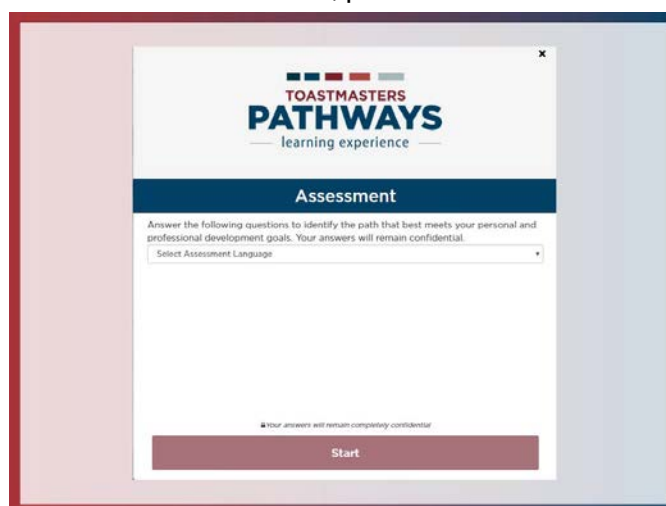 x
TOASTMASTERS
PATHWAYS
learning experience
Assessment
Answer the following questions to identify the path that best meets your personal and
professional development goals. Your answers will remain confidential.
Select Assessment Language
Your answers will remain completely confidential
Start